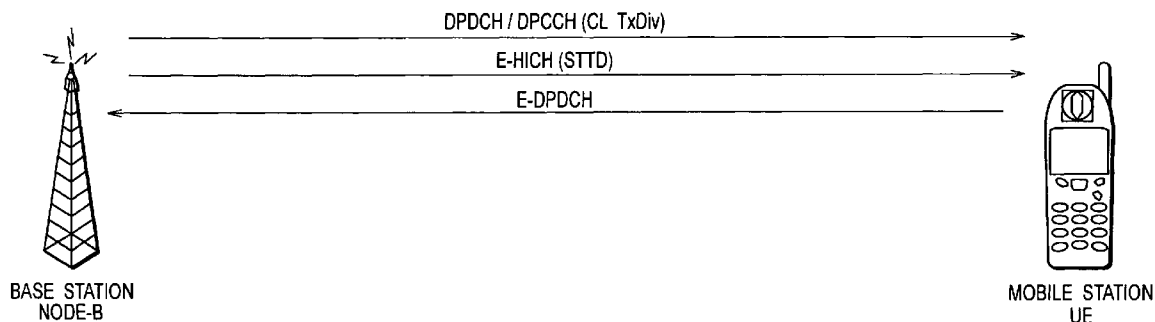 DPDCH / DPCCH (CL TxDiv)
E-HICH (STTD)
E-DPDCH
BASE STATION
NODE-B
MOBILE STATION
UE